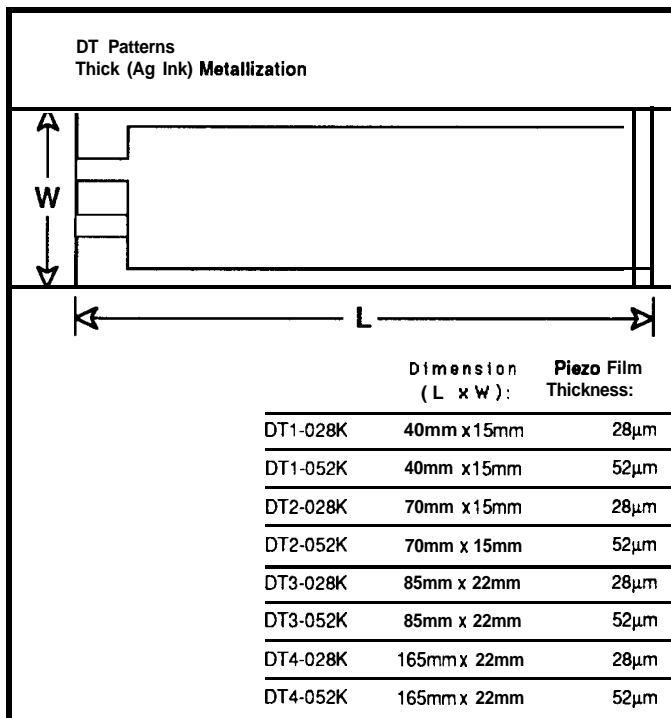 DT Patterns
Thick (Ag Ink) Metallization
W
L
Dimension Piezo Film
(L x W): Thickness:
DT1-028K 40mm x15mm 28µm
DT1-052K 40mm x15mm 52µm
DT2-028K 70mm x15mm 28µm
DT2-052K 70mm x 15mm 52µm
DT3-028K 85mm x 22mm 28µm
DT3-052K 85mm x 22mm 52µm
DT4-028K 165mm x 22mm 28µm
DT4-052K 165mm x 22mm 52µm